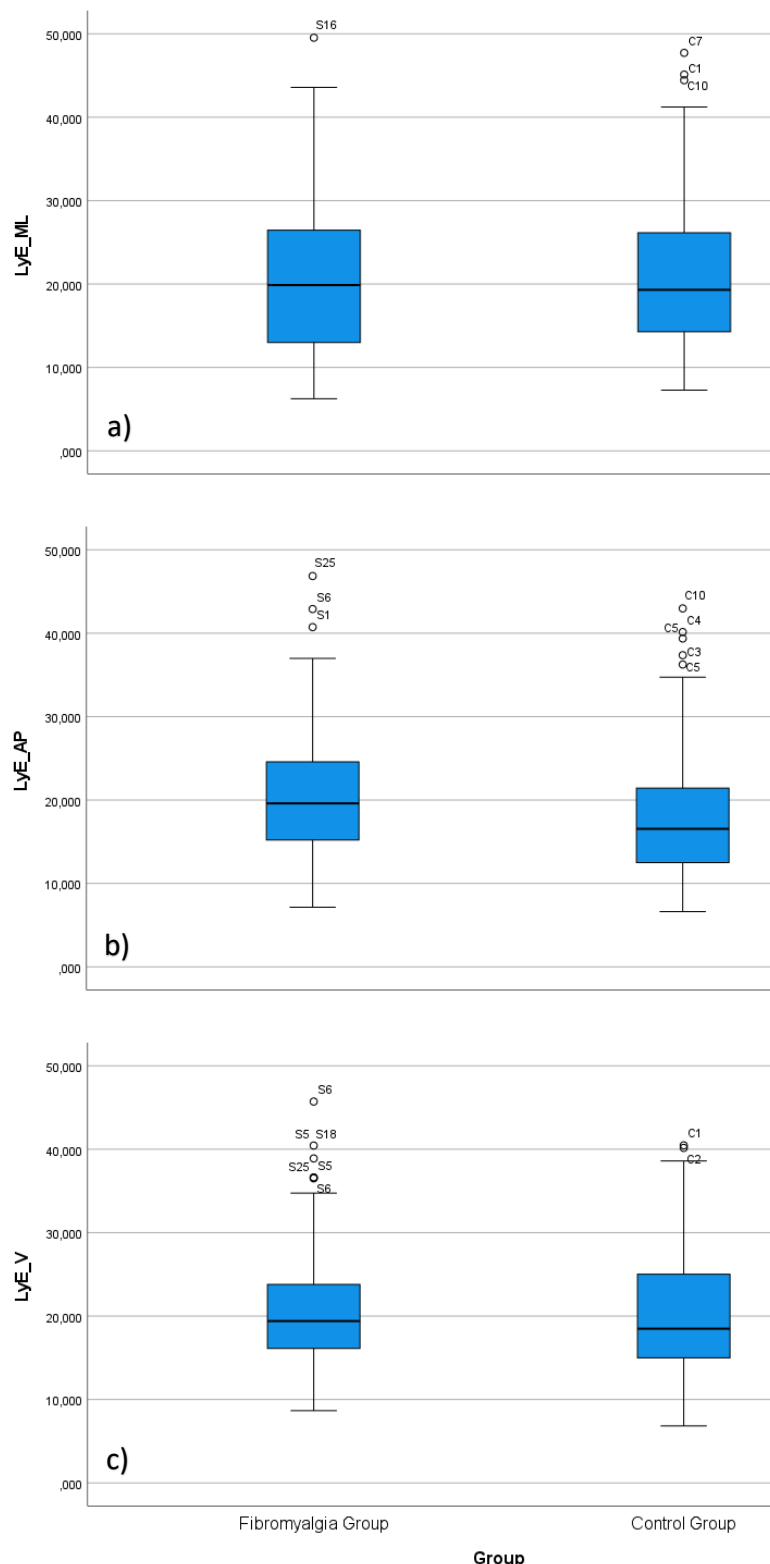 50,000
S16
C7
C1
C10
40,000
30,000
LyE_ML
20,000
10,000
a)
,000
50,000
S25
S6
S1
C10
C5 C4
C3
C5
40,000
30,000
LyE_AP
20,000
10,000
b)
,000
50,000
S6
S5 S18
S25 S5
S6
C1
C2
40,000
30,000
LyE_V
20,000
10,000
c)
,000
Fibromyalgia Group Control Group
Group